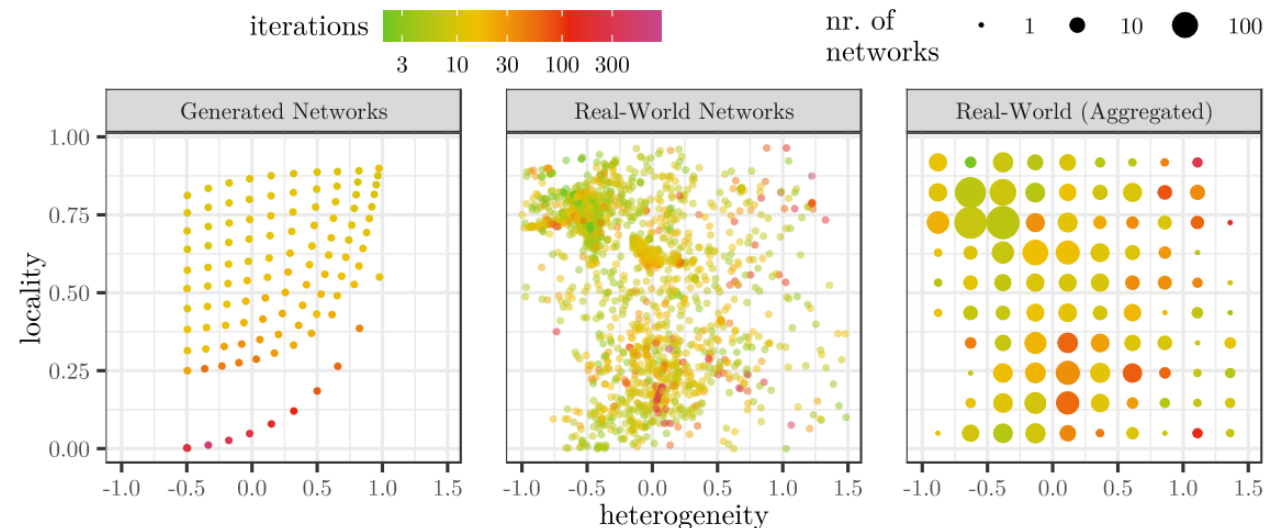 iterations
3 10 30 100 300
nr. of
networks
1 10 100
Generated Networks
Real-World Networks
Real-World (Aggregated)
locality
1.00
0.75
0.50
0.25
0.00
-1.0 -0.5 0.0 0.5 1.0
-1.0 -0.5 0.0 0.5 1.0 1.5
-1.0 -0.5 0.0 0.5 1.0 1.5
heterogeneity